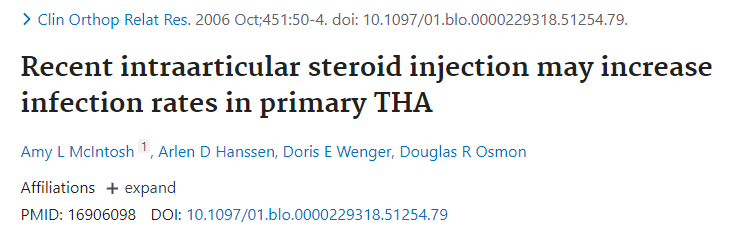 Clin Orthop Relat Res. 2006 Oct;451:50-4. doi: 10.1097/01.blo.0000229318.51254.79.
Recent intraarticular steroid injection may increase
infection rates in primary THA
Amy L McIntosh 1, Arlen D Hanssen, Doris E Wenger, Douglas R Osmon
Affiliations + expand
PMID: 16906098 DOI: 10.1097/01.blo.0000229318.51254.79